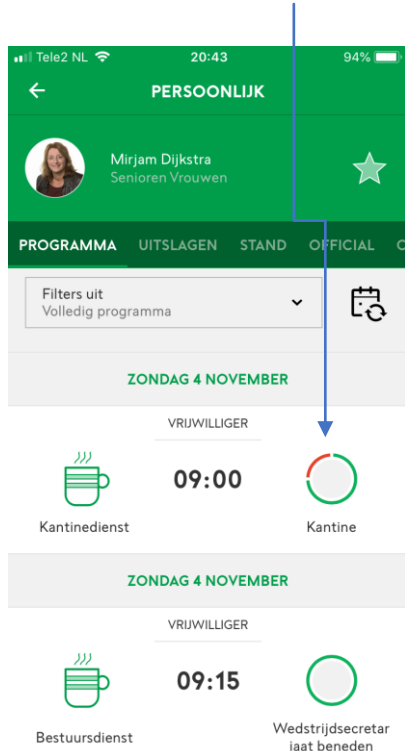 Tele2 NL 20:43 94%
PERSOONLIJK
Mirjam Dijkstra
Senioren Vrouwen
PROGRAMMA UITSLAGEN STAND OFFICIAL C
Filters uit
Volledig programma
ZONDAG 4 NOVEMBER
VRIJWILLIGER
09:00
Kantinedienst Kantine
ZONDAG 4 NOVEMBER
VRIJWILLIGER
09:15
Bestuursdienst Wedstrijdsecretar
iaat beneden